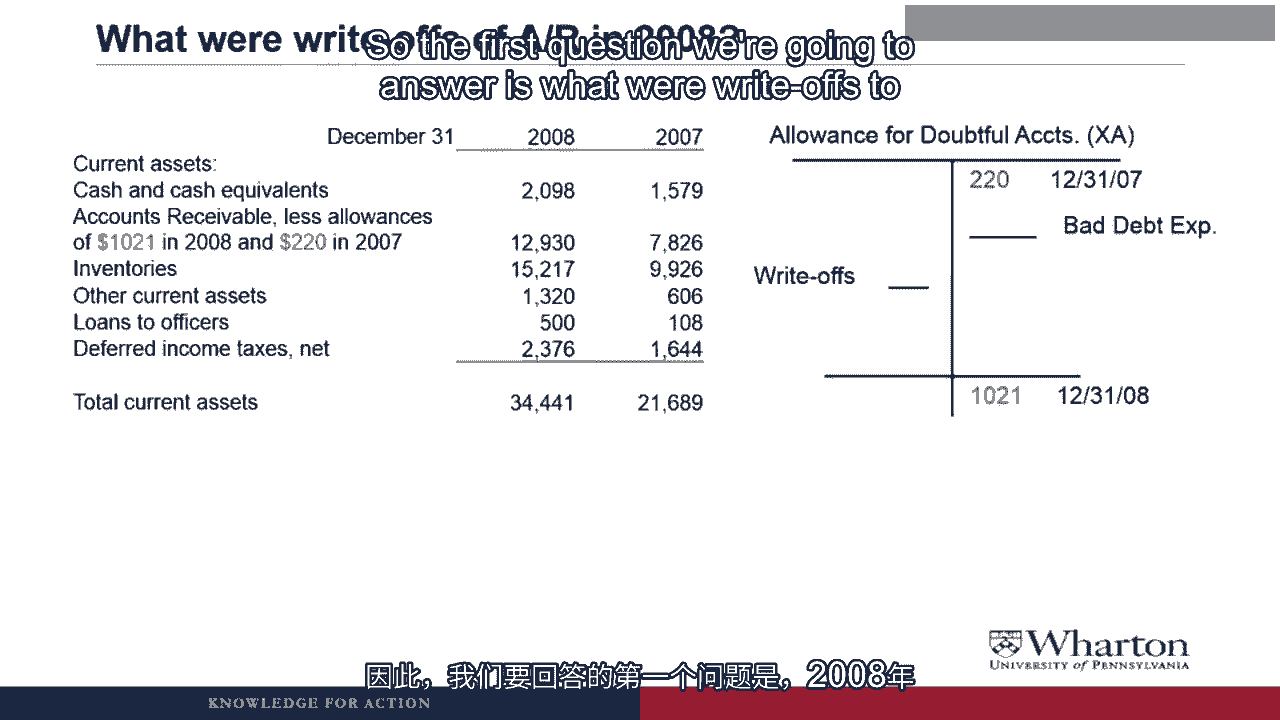 What were write-offs of A/R in 2008?
So the first question we're going to
answer is what were write-offs to
December 31 2008 2007
Current assets:
Cash and cash equivalents 2,098 1,579
Accounts Receivable, less allowances
of $1021 in 2008 and $220 in 2007 12,930 7,826
Inventories 15,217 9,926
Other current assets 1,320 606
Loans to officers 500 108
Deferred income taxes, net 2,376 1,644
Total current assets 34,441 21,689
Allowance for Doubtful Accts. (XA)
220 12/31/07
Bad Debt Exp.
Write-offs
1021 12/31/08
Wharton
UNIVERSITY of PENNSYLVANIA
因此，我们要回答的第一个问题是，2008年
KNOWLEDGE FOR ACTION